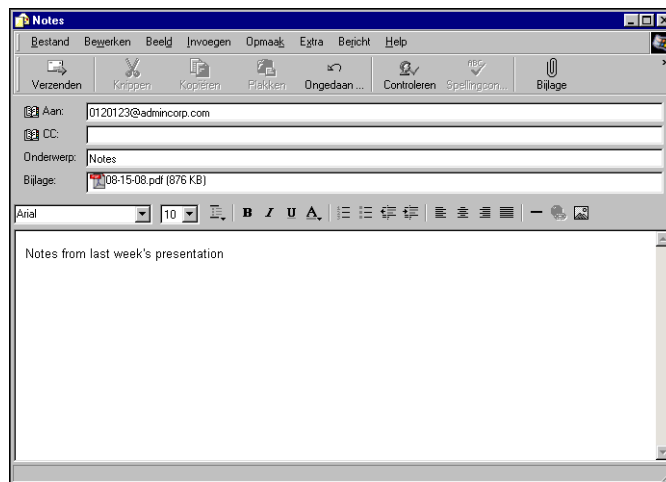 Notes
Bestand Bewerken Beeld Invoegen Opmaak Extra Bericht Help
Verzenden Knippen Kopiëren Plakken Ongedaan ... Controleren Spellingcon... Bijlage
Aan: 0120123@admincorp.com
CC:
Onderwerp: Notes
Bijlage: 08-15-08.pdf (876 KB)
Arial 10 B I U A
Notes from last week's presentation